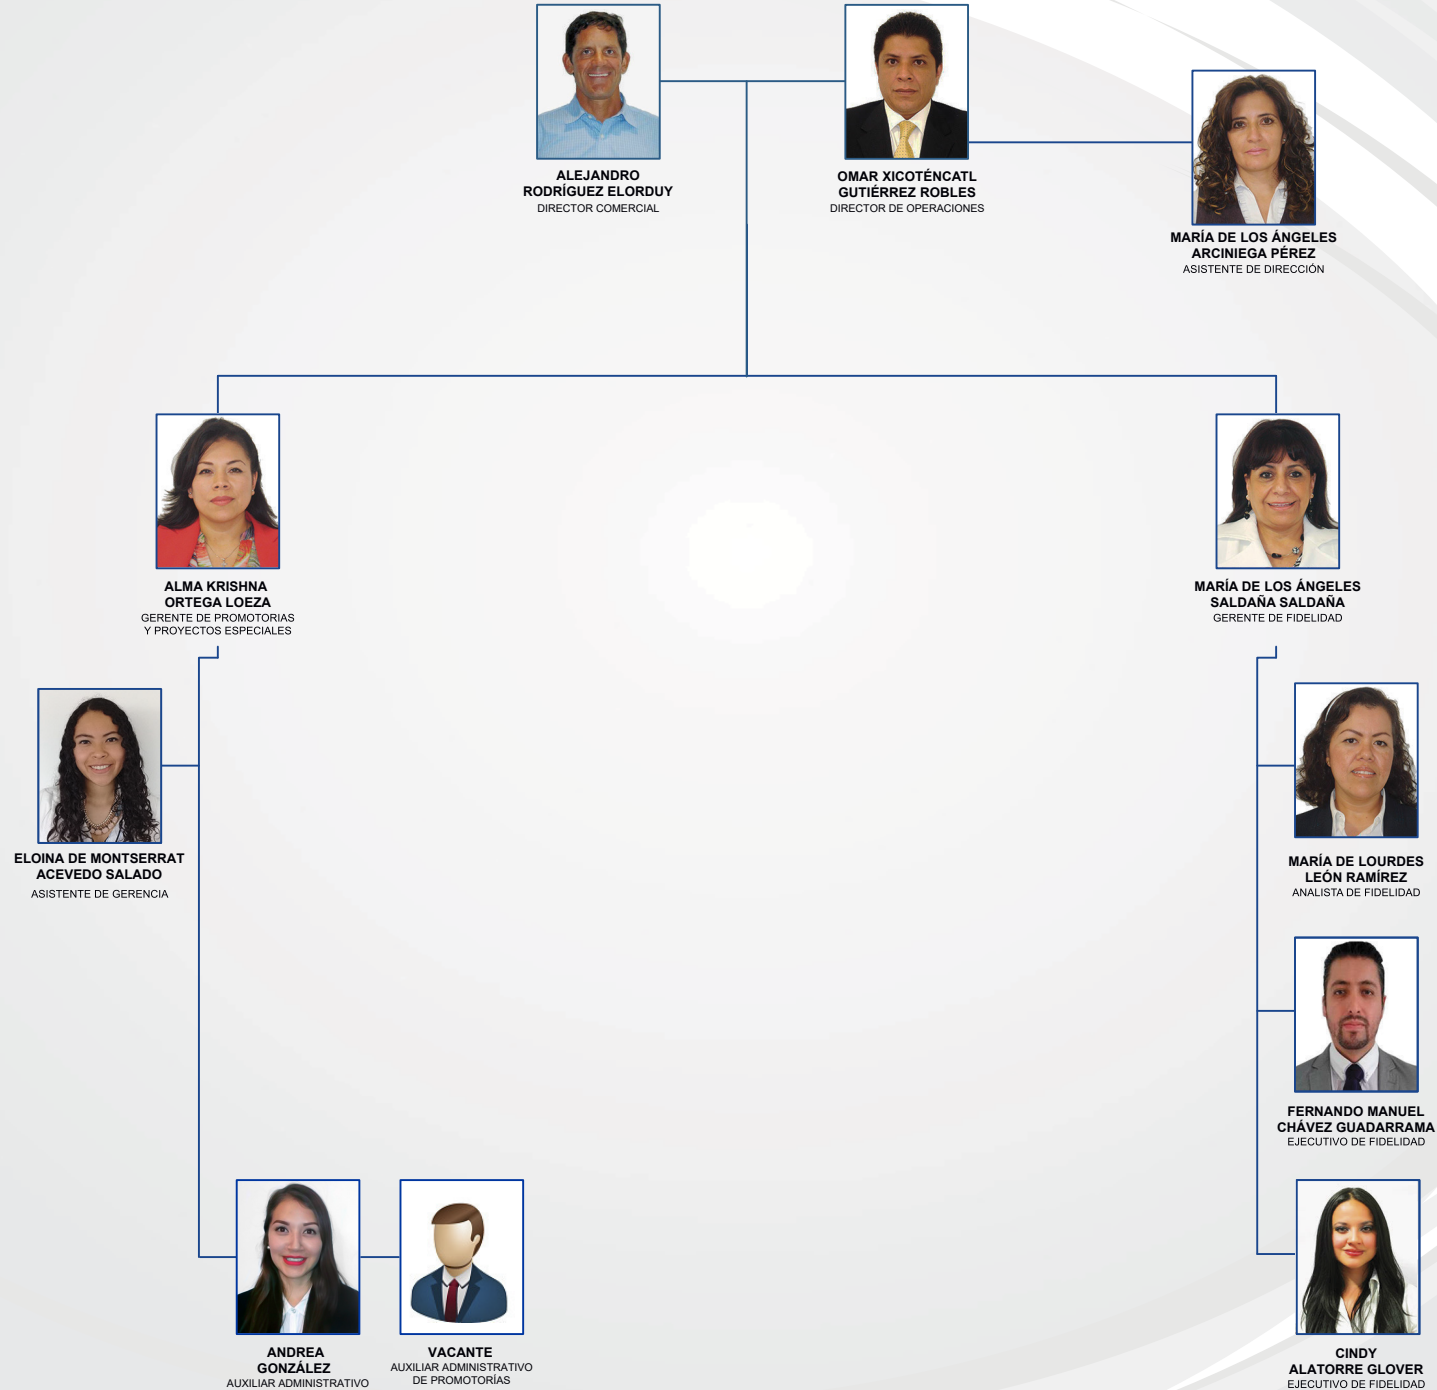 ALEJANDRO
RODRÍGUEZ ELORDUY
DIRECTOR COMERCIAL
OMAR XICOTÉNCATL
GUTIÉRREZ ROBLES
DIRECTOR DE OPERACIONES
MARÍA DE LOS ÁNGELES
ARCINIEGA PÉREZ
ASISTENTE DE DIRECCIÓN
ALMA KRISHNA
ORTEGA LOEZA
GERENTE DE PROMOTORIAS
Y PROYECTOS ESPECIALES
MARÍA DE LOS ÁNGELES
SALDAÑA SALDAÑA
GERENTE DE FIDELIDAD
ELOINA DE MONTSERRAT
ACEVEDO SALADO
ASISTENTE DE GERENCIA
MARÍA DE LOURDES
LEÓN RAMÍREZ
ANALISTA DE FIDELIDAD
FERNANDO MANUEL
CHÁVEZ GUADARRAMA
EJECUTIVO DE FIDELIDAD
ANDREA
GONZÁLEZ
AUXILIAR ADMINISTRATIVO
VACANTE
AUXILIAR ADMINISTRATIVO
DE PROMOTORÍAS
CINDY
ALATORRE GLOVER
EJECUTIVO DE FIDELIDAD